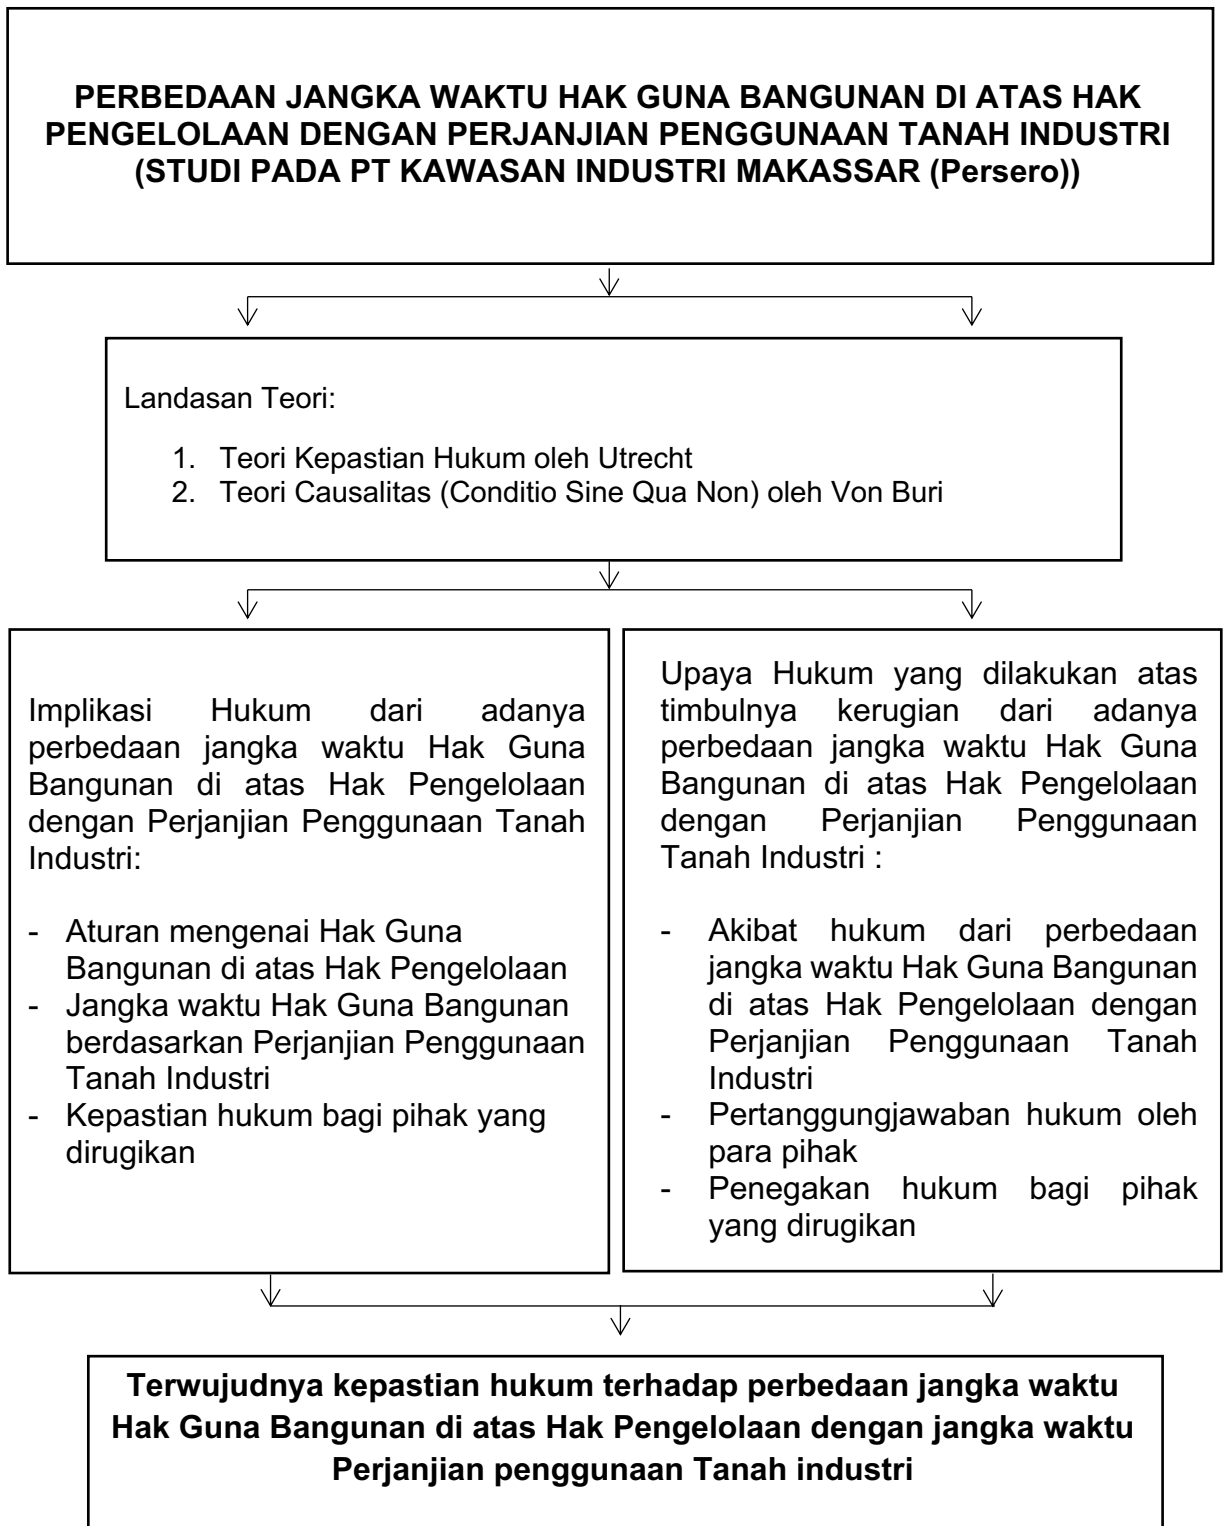 PERBEDAAN JANGKA WAKTU HAK GUNA BANGUNAN DI ATAS HAK
PENGELOLAAN DENGAN PERJANJIAN PENGGUNAAN TANAH INDUSTRI
(STUDI PADA PT KAWASAN INDUSTRI MAKASSAR (Persero))
Landasan Teori:
1. Teori Kepastian Hukum oleh Utrecht
2. Teori Causalitas (Conditio Sine Qua Non) oleh Von Buri
Implikasi Hukum dari adanya
perbedaan jangka waktu Hak Guna
Bangunan di atas Hak Pengelolaan
dengan Perjanjian Penggunaan Tanah
Industri:
- Aturan mengenai Hak Guna
Bangunan di atas Hak Pengelolaan
- Jangka waktu Hak Guna Bangunan
berdasarkan Perjanjian Penggunaan
Tanah Industri
- Kepastian hukum bagi pihak yang
dirugikan
Upaya Hukum yang dilakukan atas
timbulnya kerugian dari adanya
perbedaan jangka waktu Hak Guna
Bangunan di atas Hak Pengelolaan
dengan Perjanjian Penggunaan
Tanah Industri :
- Akibat hukum dari perbedaan
jangka waktu Hak Guna Bangunan
di atas Hak Pengelolaan dengan
Perjanjian Penggunaan Tanah
Industri
- Pertanggungjawaban hukum oleh
para pihak
- Penegakan hukum bagi pihak
yang dirugikan
Terwujudnya kepastian hukum terhadap perbedaan jangka waktu
Hak Guna Bangunan di atas Hak Pengelolaan dengan jangka waktu
Perjanjian penggunaan Tanah industri